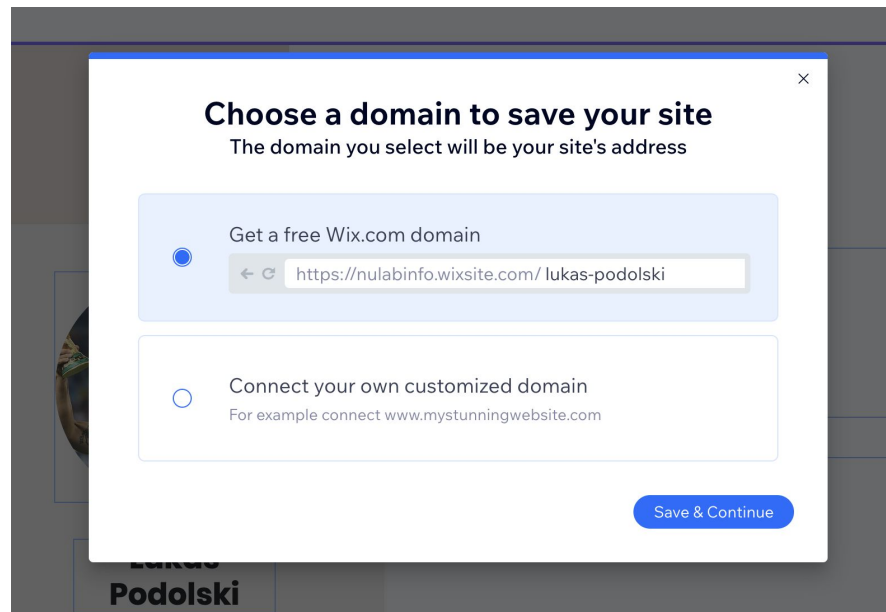 Choose a domain to save your site
The domain you select will be your site's address
Get a free Wix.com domain
https://nulabinfo.wixsite.com/ lukas-podolski
Connect your own customized domain
For example connect www.mystunningwebsite.com
Save & Continue
Lukas
Podolski